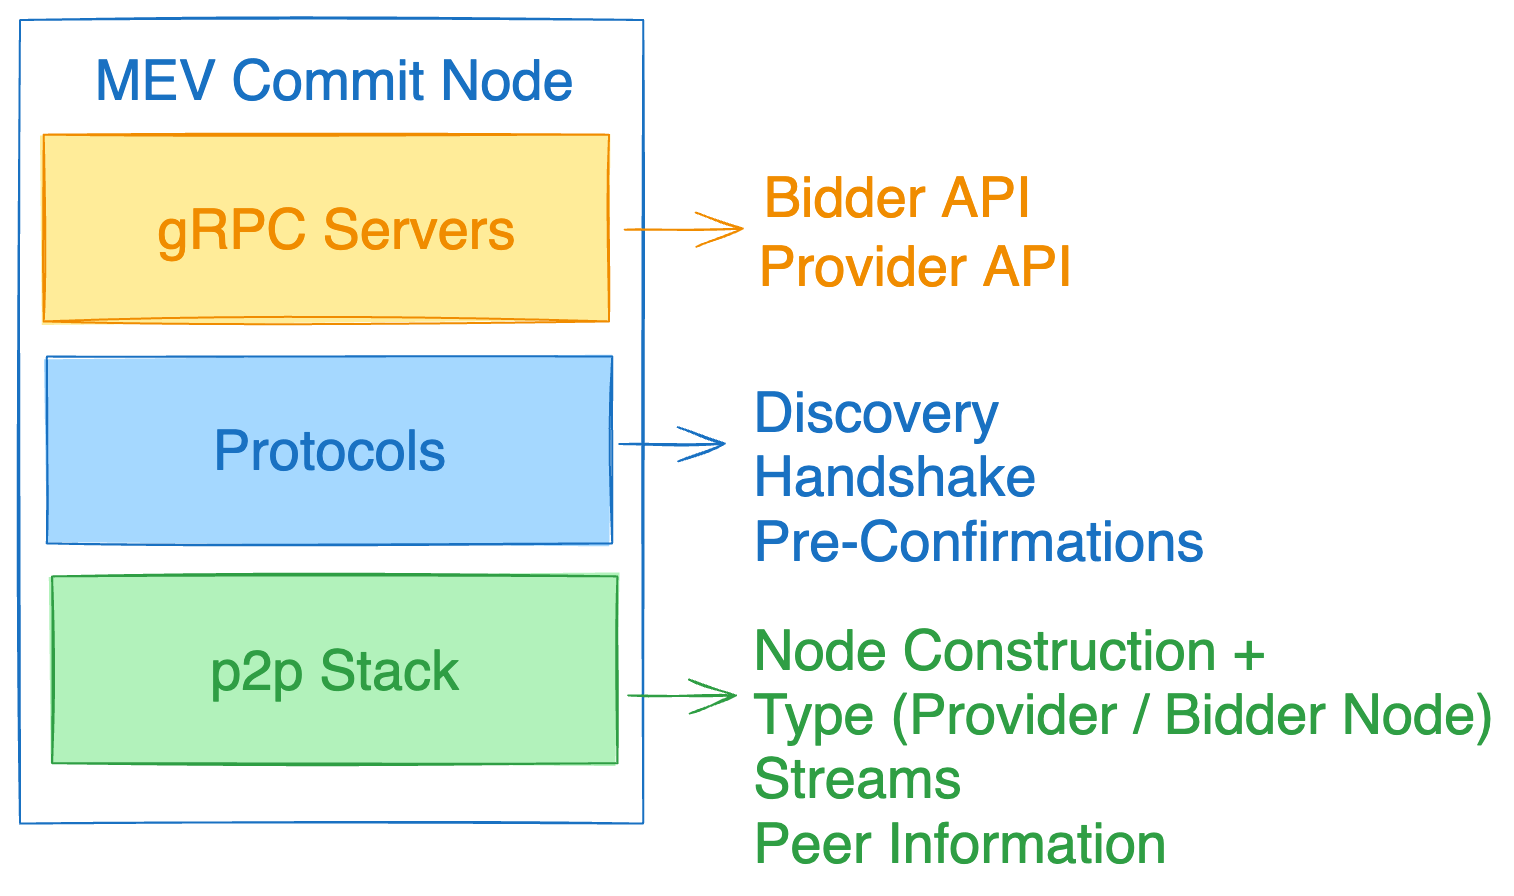 MEV Commit Node
gRPC Servers
Bidder API
Provider API
Protocols
Discovery
Handshake
Pre-Confirmations
p2p Stack
Node Construction +
Type (Provider / Bidder Node)
Streams
Peer Information